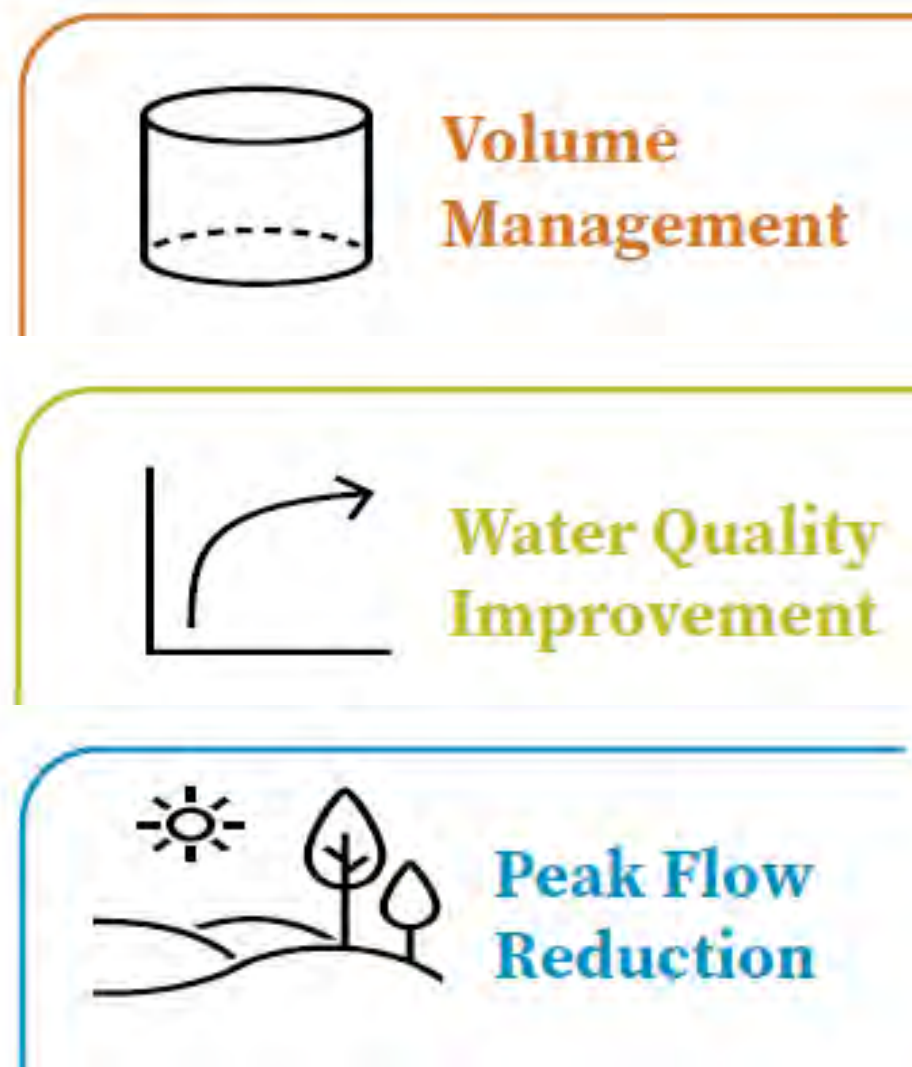 Volume
Management
Water Quality
Improvement
Peak Flow
Reduction